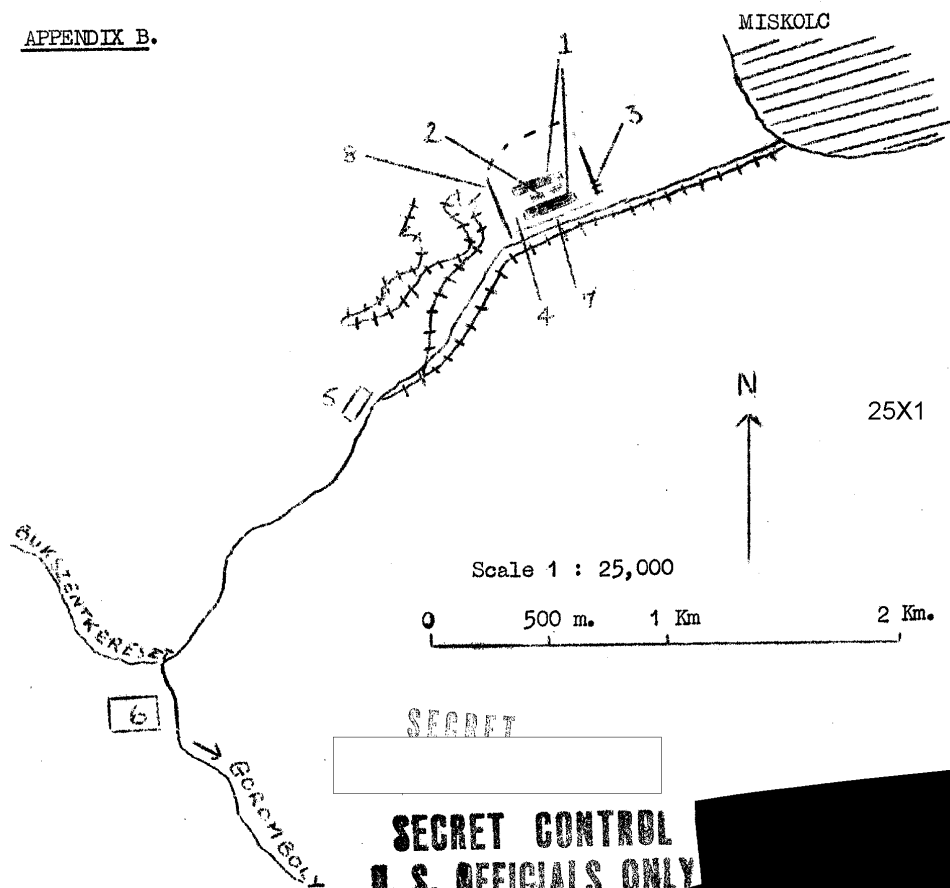 APPENDIX B.
MISKOLC
1
2
3
8
4
7
5
N
25X1
BUKSZENTKERESZT
Scale 1 : 25,000
0 500 m. 1 Km 2 Km.
6
GOROMBOLY
SECRET
SECRET CONTROL
U. S. OFFICIALS ONLY